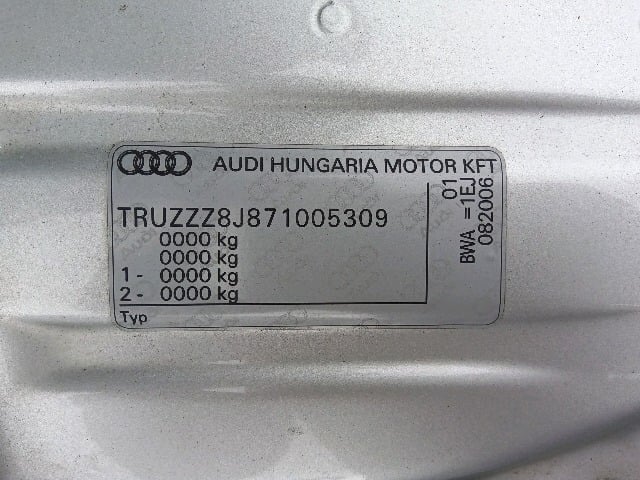 AUDI HUNGARIA MOTOR KFT
TRUZZZ8J871005309
0000 kg
0000 kg
1 - 0000 kg
2 - 0000 kg
Typ
01
BWA =1EJ
082006